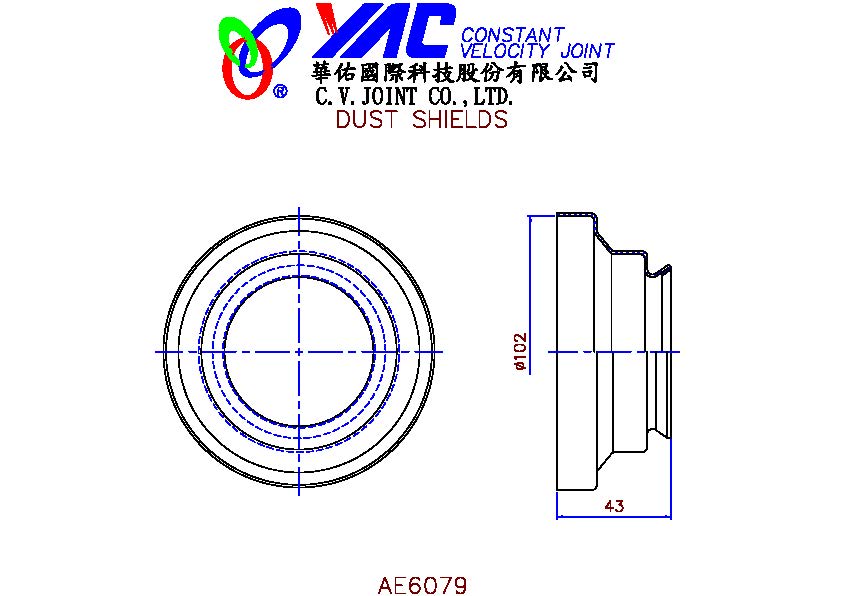 YAC CONSTANT
VELOCITY JOINT
華佑國際科技股份有限公司
®
C.V.JOINT CO.,LTD.
DUST SHIELDS
ø102
43
AE6079